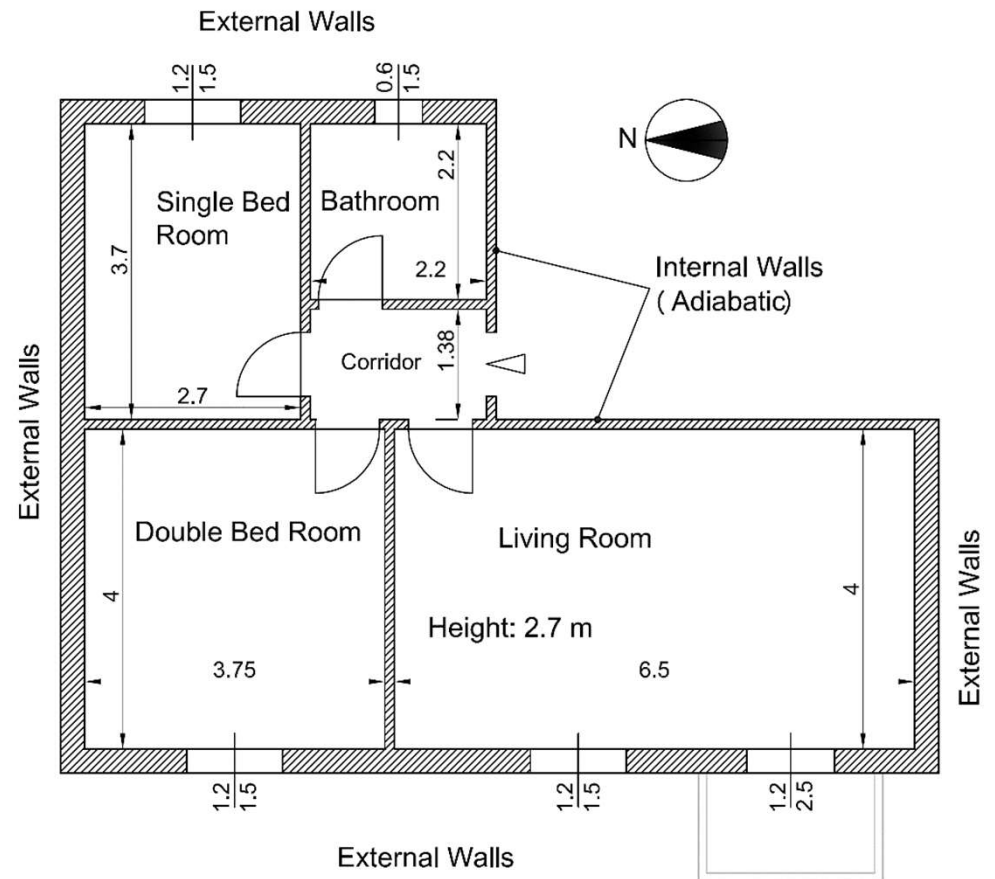 External Walls
1.2
1.5
0.6
1.5
N
2.2
Single Bed
Room
Bathroom
3.7
2.2
Internal Walls
( Adiabatic)
Corridor
1.38
2.7
External Walls
Double Bed Room
Living Room
4
4
Height: 2.7 m
3.75
6.5
External Walls
1.2
1.5
1.2
1.5
1.2
2.5
External Walls